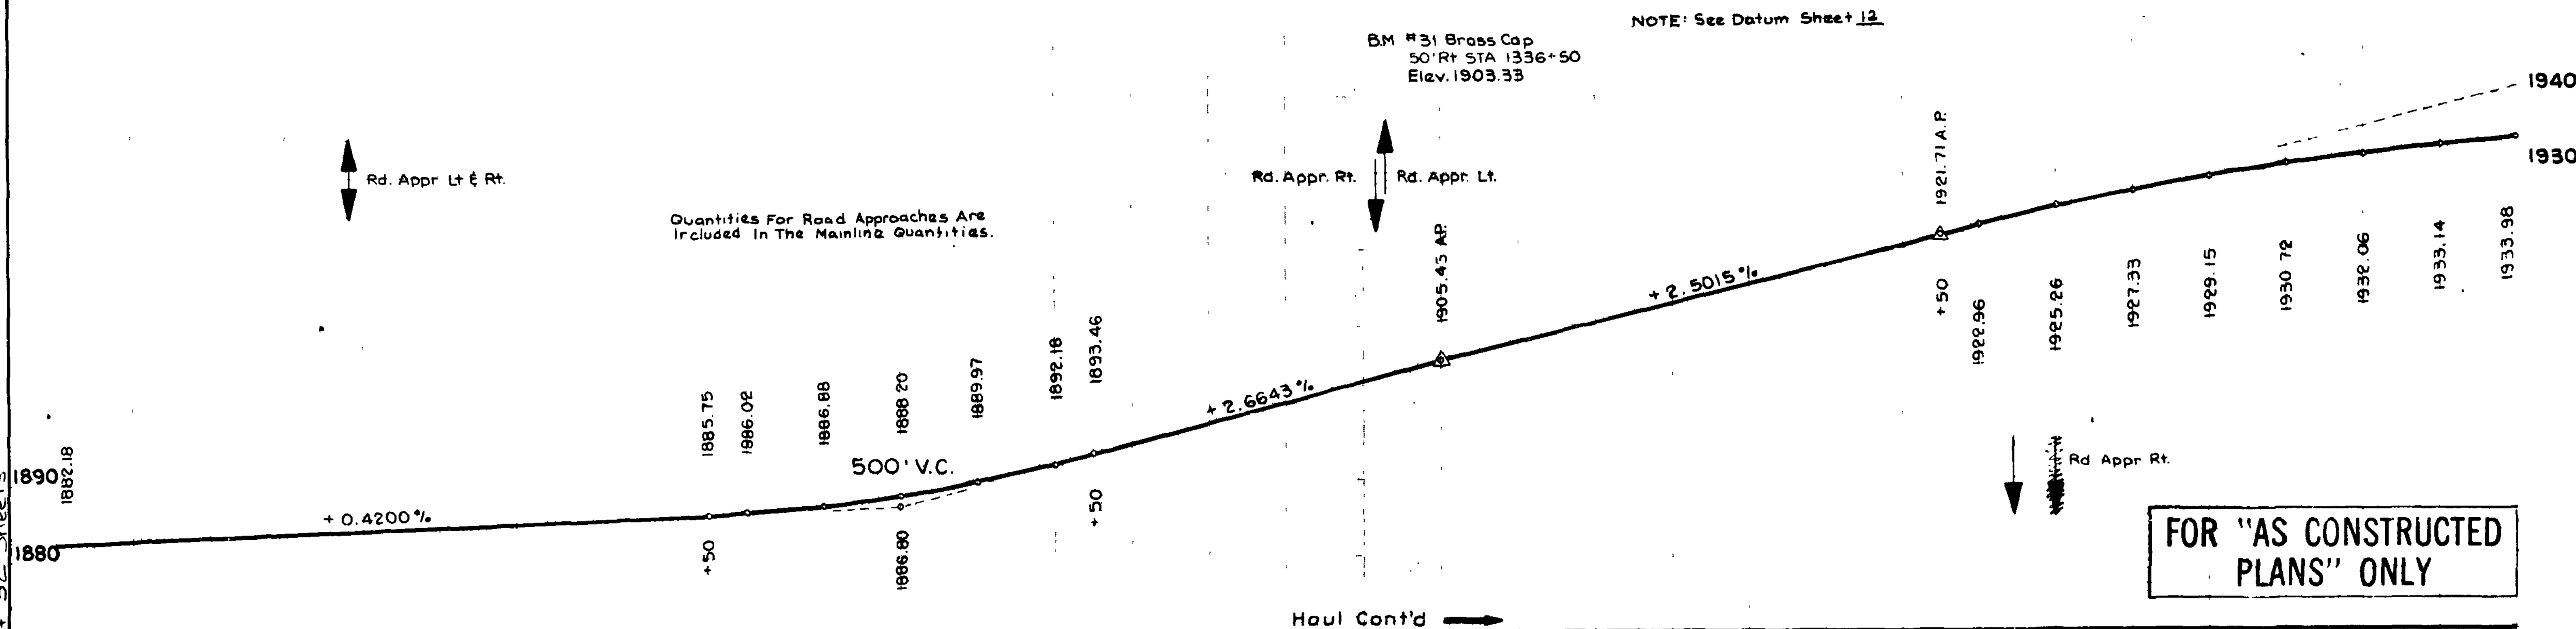 NOTE: See Datum Sheet 12
B.M #31 Brass Cap
50' Rt STA 1336+50
Elev. 1903.33
1940
1930
Rd. Appr Lt & Rt.
Rd. Appr. Rt.
Rd. Appr. Lt.
Quantities For Road Approaches Are
Included In The Mainline Quantities.
1890
1880
1882.18
+ 0.4200 %
1885.75
+50
1886.02
1886.88
1888.20
1886.80
500' V.C.
1889.97
1892.18
1893.46
+50
+ 2.6643 %
1905.43 A.P.
+ 2.5015 %
1921.71 A.P.
+50
1922.96
1925.26
1927.33
1929.15
1930.72
1932.06
1933.14
1933.98
Rd Appr Rt.
FOR "AS CONSTRUCTED
PLANS" ONLY
Haul Cont'd